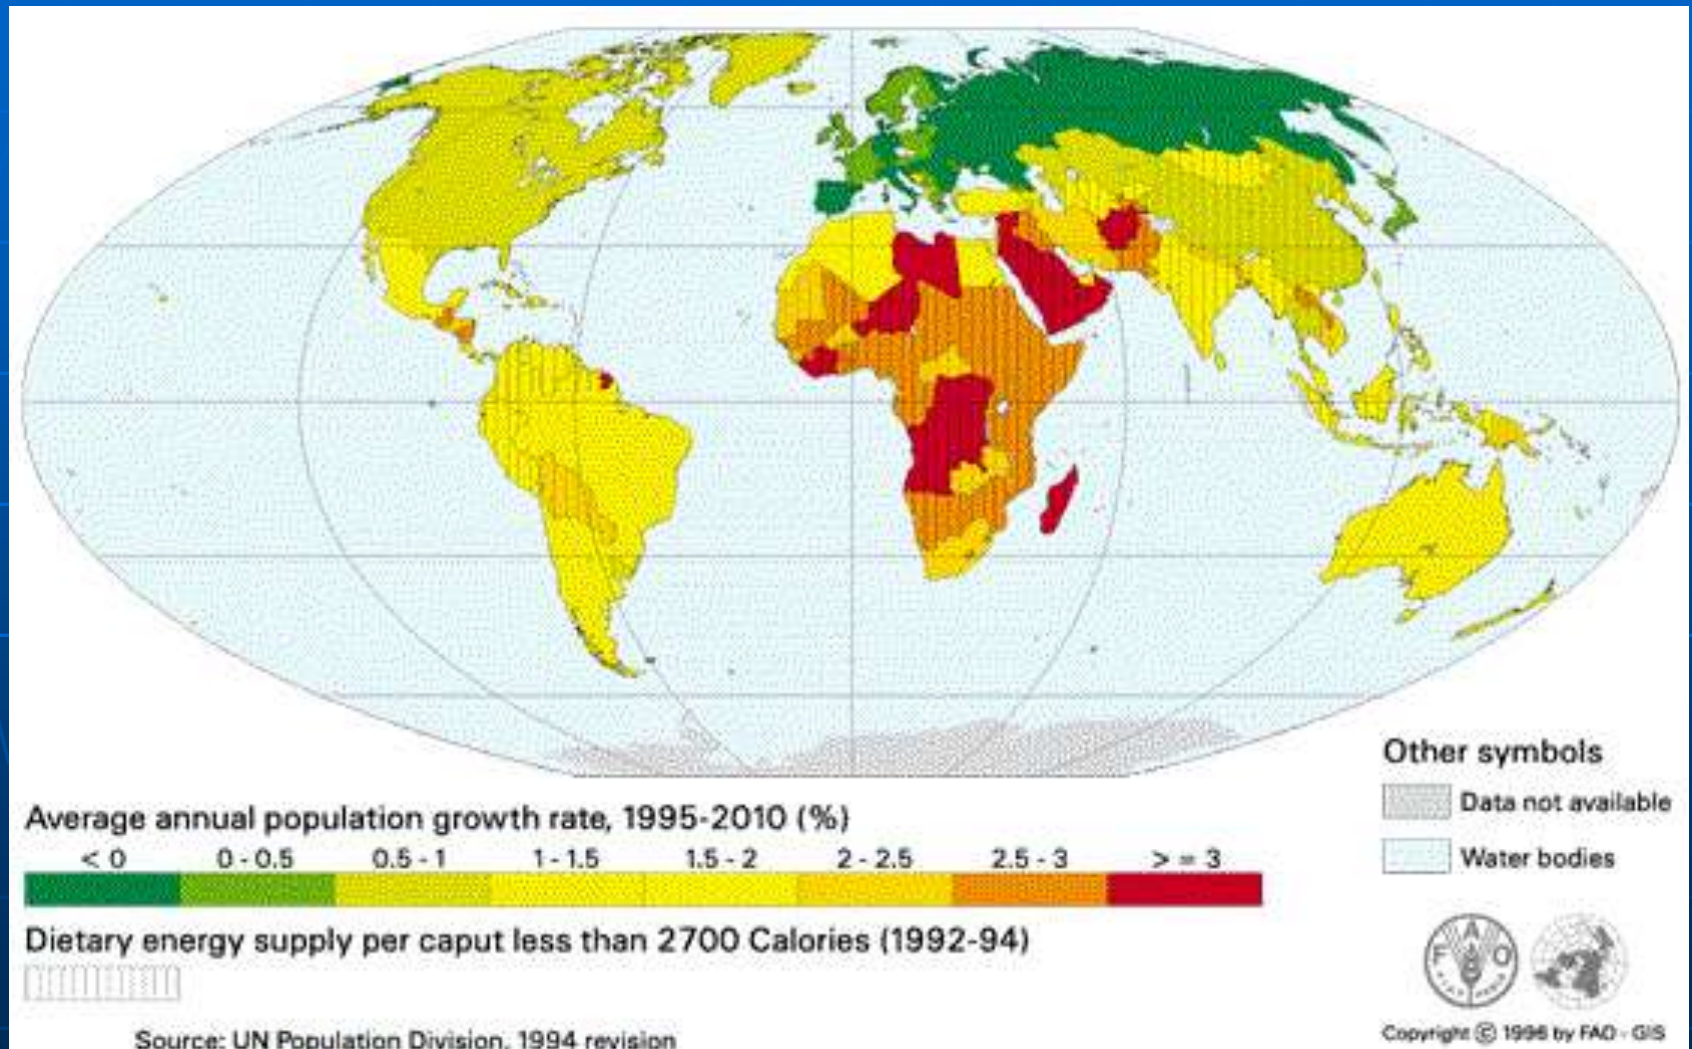 Other symbols
Data not available
Water bodies
Average annual population growth rate, 1995-2010 (%)
< 0 0 - 0.5 0.5 - 1 1 - 1.5 1.5 - 2 2 - 2.5 2.5 - 3 > = 3
Dietary energy supply per caput less than 2700 Calories (1992-94)
F A O
Copyright © 1996 by FAO - GIS
Source: UN Population Division, 1994 revision